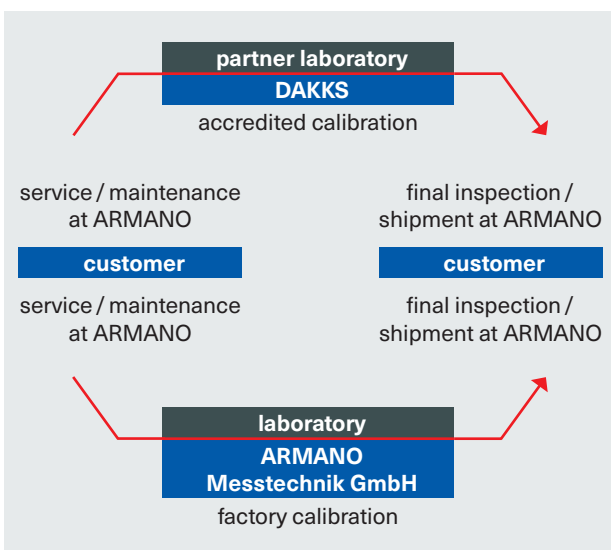 partner laboratory
DAKKS
accredited calibration
service / maintenance
at ARMANO
final inspection /
shipment at ARMANO
customer
customer
service / maintenance
at ARMANO
final inspection /
shipment at ARMANO
laboratory
ARMANO
Messtechnik GmbH
factory calibration